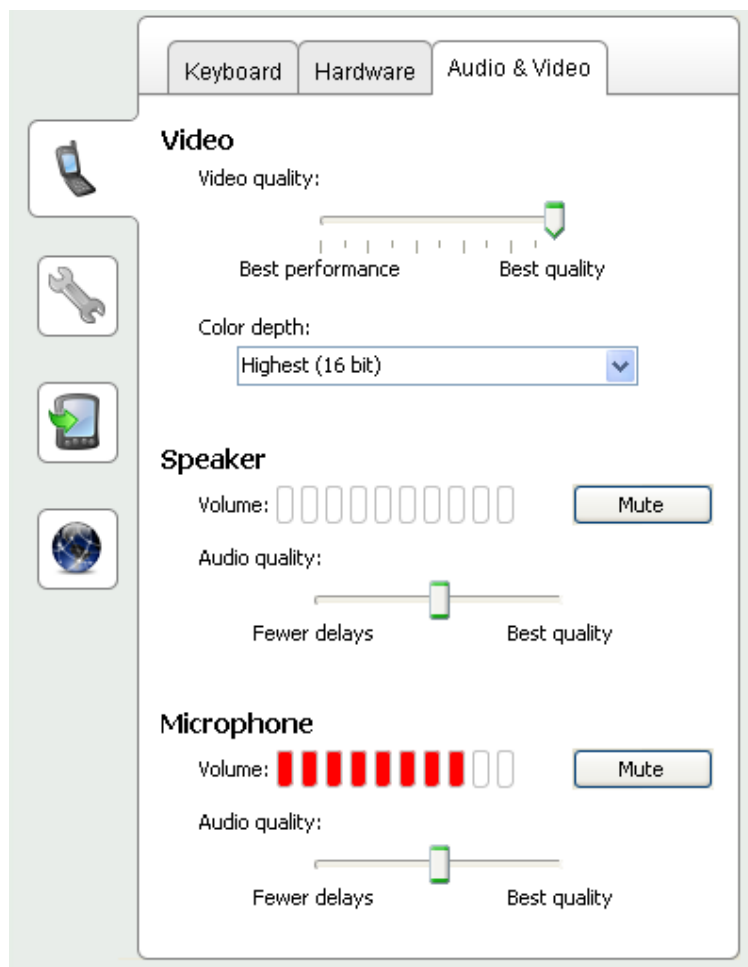 Keyboard Hardware Audio & Video
Video
Video quality:
Best performance Best quality
Color depth:
Highest (16 bit)
Speaker
Volume: Mute
Audio quality:
Fewer delays Best quality
Microphone
Volume: Mute
Audio quality:
Fewer delays Best quality